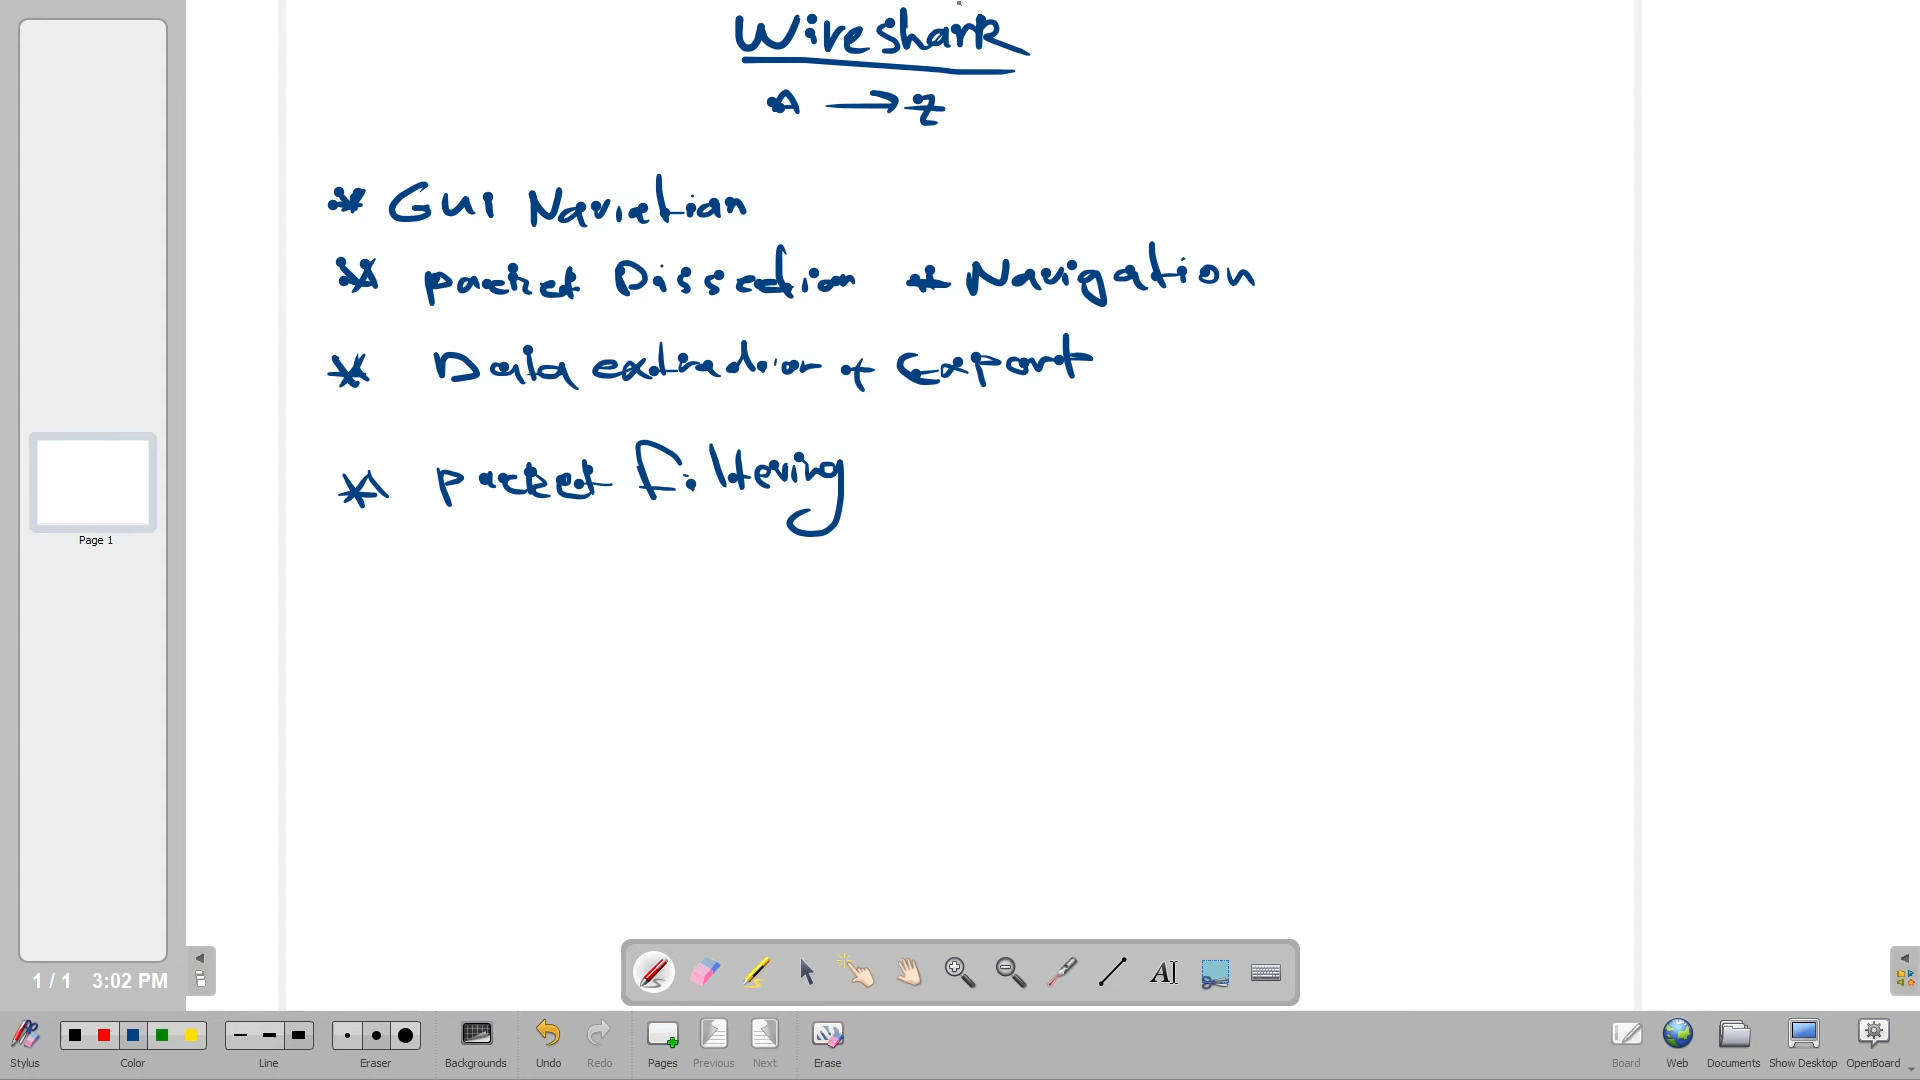 Wireshark
A → Z
* GUI Naviation
* packet Dissection + Navigation
* Data extraction + Export
* packet filtering
Page 1
1 / 1 3:02 PM
Stylus Color Line Eraser Backgrounds Undo Redo Pages Previous Next Erase Board Web Documents Show Desktop OpenBoard